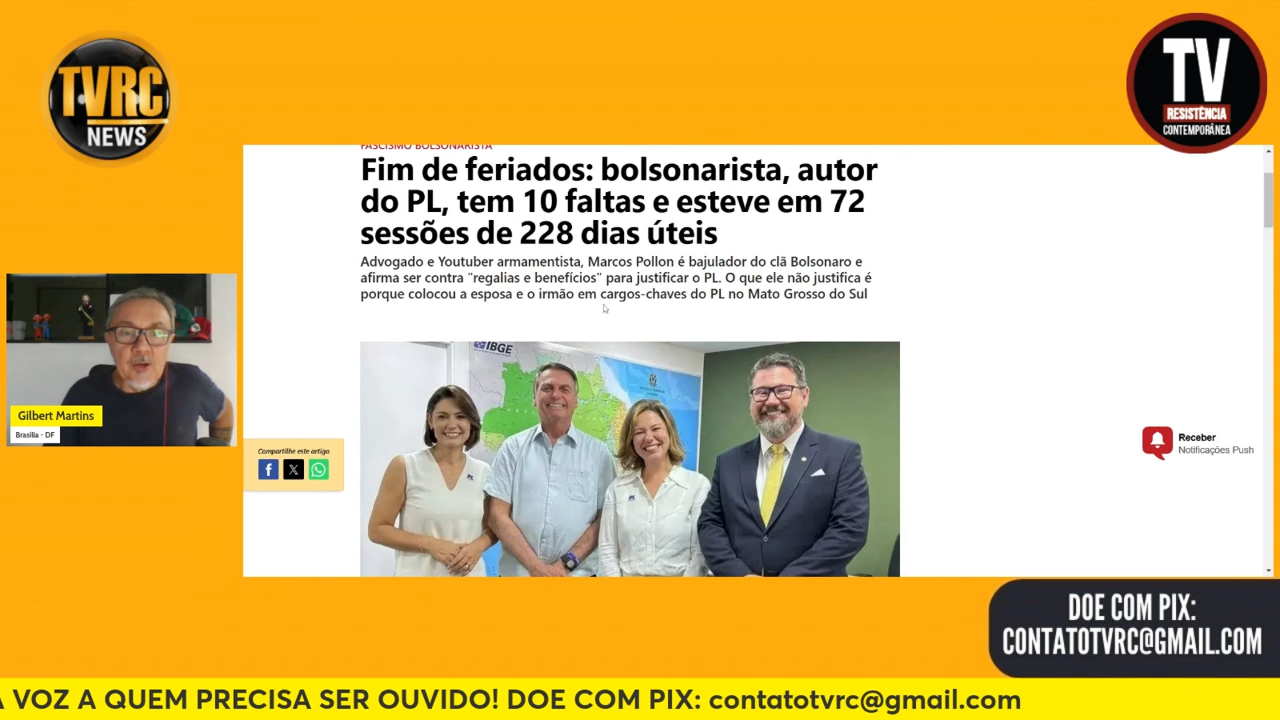 TVRC
NEWS
TV
RESISTÊNCIA
CONTEMPORÂNEA
FASCISMO BOLSONARISTA
Fim de feriados: bolsonarista, autor
do PL, tem 10 faltas e esteve em 72
sessões de 228 dias úteis
Advogado e Youtuber armamentista, Marcos Pollon é bajulador do clã Bolsonaro e
afirma ser contra "regalias e benefícios" para justificar o PL. O que ele não justifica é
porque colocou a esposa e o irmão em cargos-chaves do PL no Mato Grosso do Sul
IBGE
Gilbert Martins
Brasília - DF
Compartilhe este artigo
Receber
Notificações Push
DOE COM PIX:
CONTATOTVRC@GMAIL.COM
A VOZ A QUEM PRECISA SER OUVIDO! DOE COM PIX: contatotvrc@gmail.com